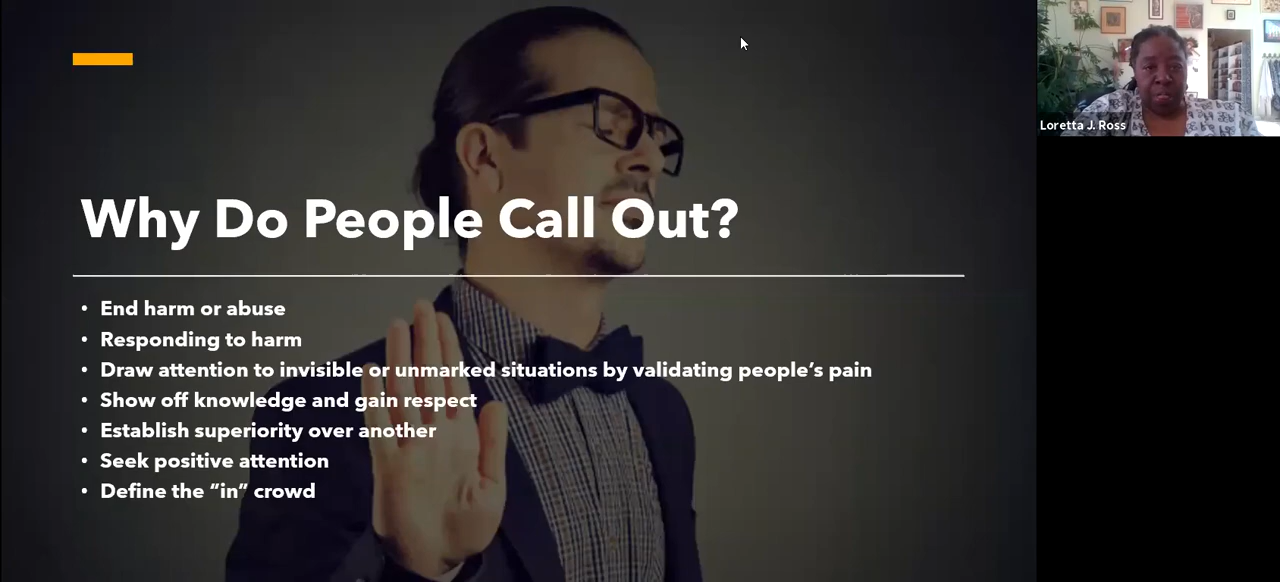 Why Do People Call Out?
• End harm or abuse
• Responding to harm
• Draw attention to invisible or unmarked situations by validating people’s pain
• Show off knowledge and gain respect
• Establish superiority over another
• Seek positive attention
• Define the “in” crowd
Loretta J. Ross